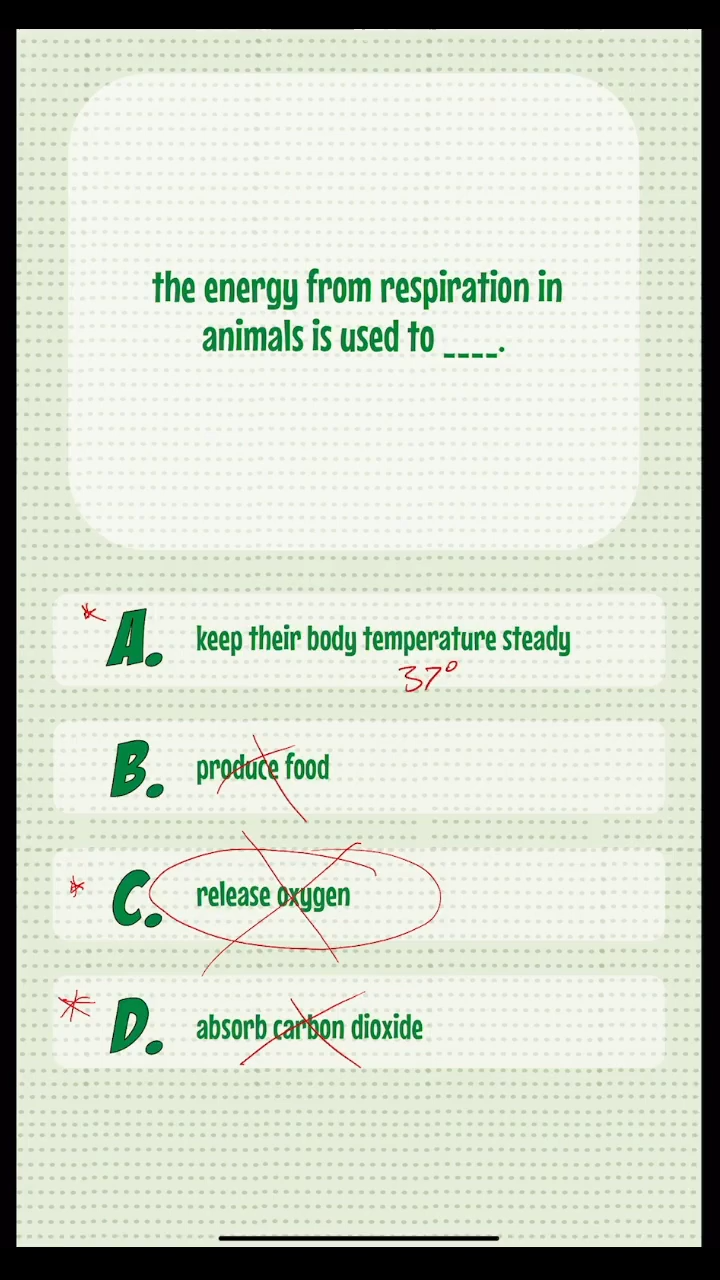 the energy from respiration in
animals is used to ____.
* A. keep their body temperature steady
37°
B. produce food
* C. release oxygen
* D. absorb carbon dioxide